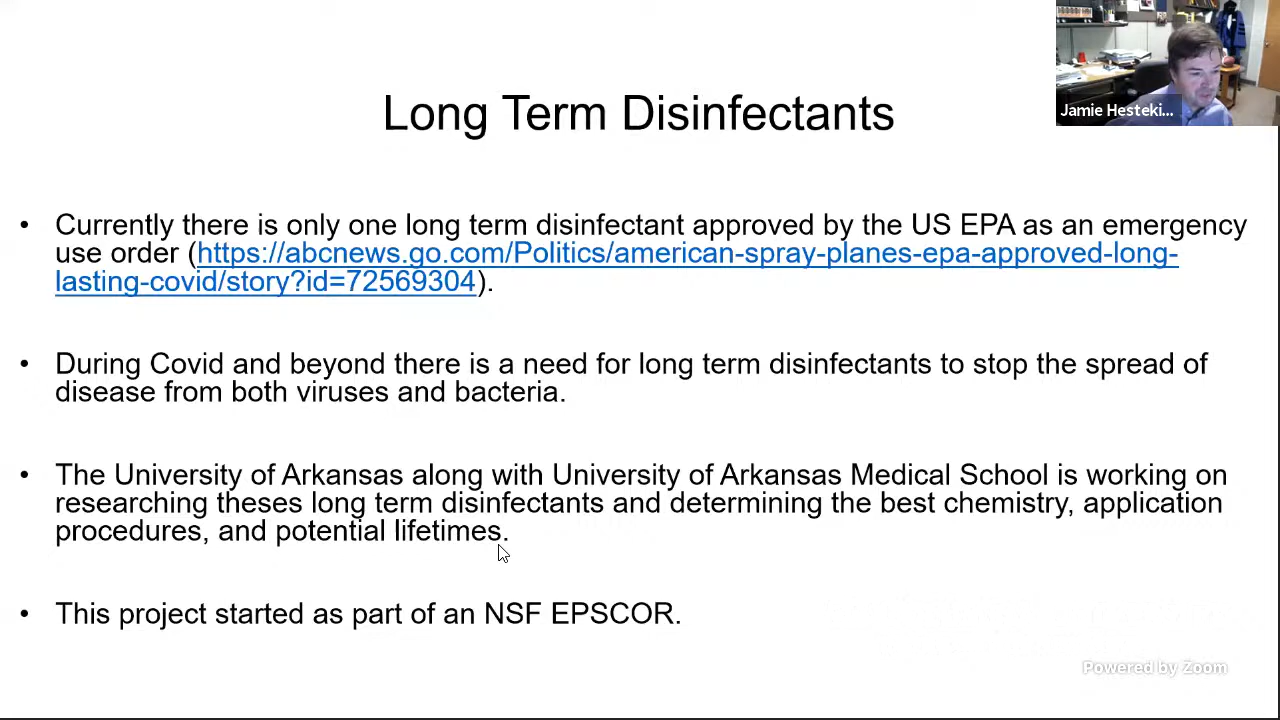 Long Term Disinfectants
Jamie Hesteki...
• Currently there is only one long term disinfectant approved by the US EPA as an emergency
use order (https://abcnews.go.com/Politics/american-spray-planes-epa-approved-long-
lasting-covid/story?id=72569304).
• During Covid and beyond there is a need for long term disinfectants to stop the spread of
disease from both viruses and bacteria.
• The University of Arkansas along with University of Arkansas Medical School is working on
researching theses long term disinfectants and determining the best chemistry, application
procedures, and potential lifetimes.
• This project started as part of an NSF EPSCOR.
Powered by Zoom